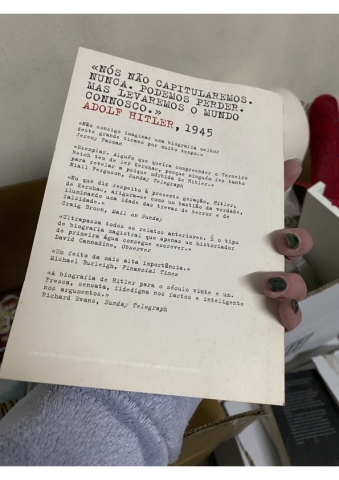 «NÓS NÃO CAPITULAREMOS.
NUNCA. PODEMOS PERDER.
MAS LEVAREMOS O MUNDO
CONNOSCO.»
ADOLF HITLER, 1945
«Não consigo imaginar uma biografia melhor
deste grande tirano por muito tempo.»
Jeremy Paxman
«Exemplar. Alguém que queira compreender o Terceiro
Reich tem de ler Kershaw, porque ninguém fez tanto
para revelar a psique mórbida de Hitler.»
Niall Ferguson, Sunday Telegraph
«No que diz respeito à presente geração, Hitler,
de Kershaw, erigiu-se como um bastião da verdade,
iluminando uma idade das trevas de terror e de
falsidade.»
Craig Brown, Mail on Sunday
«Ultrapassa todos os relatos anteriores. É o tipo
de biografia magistral que apenas um historiador
de primeira água consegue escrever.»
David Cannadine, Observer
«Um feito da mais alta importância.»
Michael Burleigh, Financial Times
«A biografia de Hitler para o século vinte e um.
Fresca, sensata, fidedigna nos factos e inteligente
nos argumentos.»
Richard Evans, Sunday Telegraph